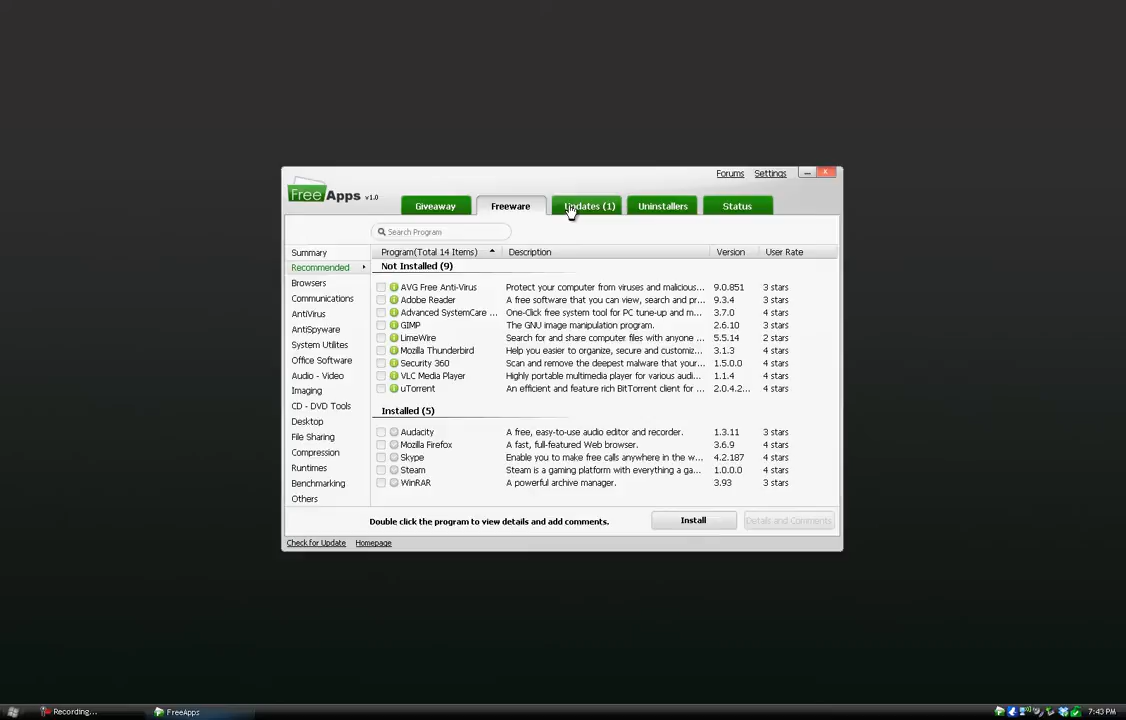 Forums Settings
FreeApps v1.0
Giveaway Freeware Updates (1) Uninstallers Status
Search Program
Summary
Recommended
Browsers
Communications
AntiVirus
AntiSpyware
System Utilites
Office Software
Audio - Video
Imaging
CD - DVD Tools
Desktop
File Sharing
Compression
Runtimes
Benchmarking
Others
Program(Total 14 Items) Description Version User Rate
Not Installed (9)
AVG Free Anti-Virus Protect your computer from viruses and malicious... 9.0.851 3 stars
Adobe Reader A free software that you can view, search and pr... 9.3.4 3 stars
Advanced SystemCare ... One-Click free system tool for PC tune-up and m... 3.7.0 4 stars
GIMP The GNU image manipulation program. 2.6.10 3 stars
LimeWire Search for and share computer files with anyone ... 5.5.14 2 stars
Mozilla Thunderbird Help you easier to organize, secure and customiz... 3.1.3 4 stars
Security 360 Scan and remove the deepest malware that your... 1.5.0.0 4 stars
VLC Media Player Highly portable multimedia player for various audi... 1.1.4 4 stars
uTorrent An efficient and feature rich BitTorrent client for ... 2.0.4.2... 4 stars
Installed (5)
Audacity A free, easy-to-use audio editor and recorder. 1.3.11 3 stars
Mozilla Firefox A fast, full-featured Web browser. 3.6.9 4 stars
Skype Enable you to make free calls anywhere in the w... 4.2.187 4 stars
Steam Steam is a gaming platform with everything a ga... 1.0.0.0 4 stars
WinRAR A powerful archive manager. 3.93 3 stars
Double click the program to view details and add comments. Install Details and Comments
Check for Update Homepage
Recording... FreeApps 7:43 PM